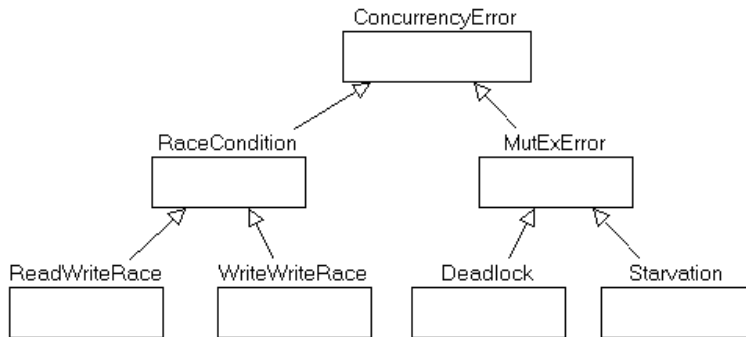 ConcurrencyError
RaceCondition
MutExError
ReadWriteRace
WriteWriteRace
Deadlock
Starvation